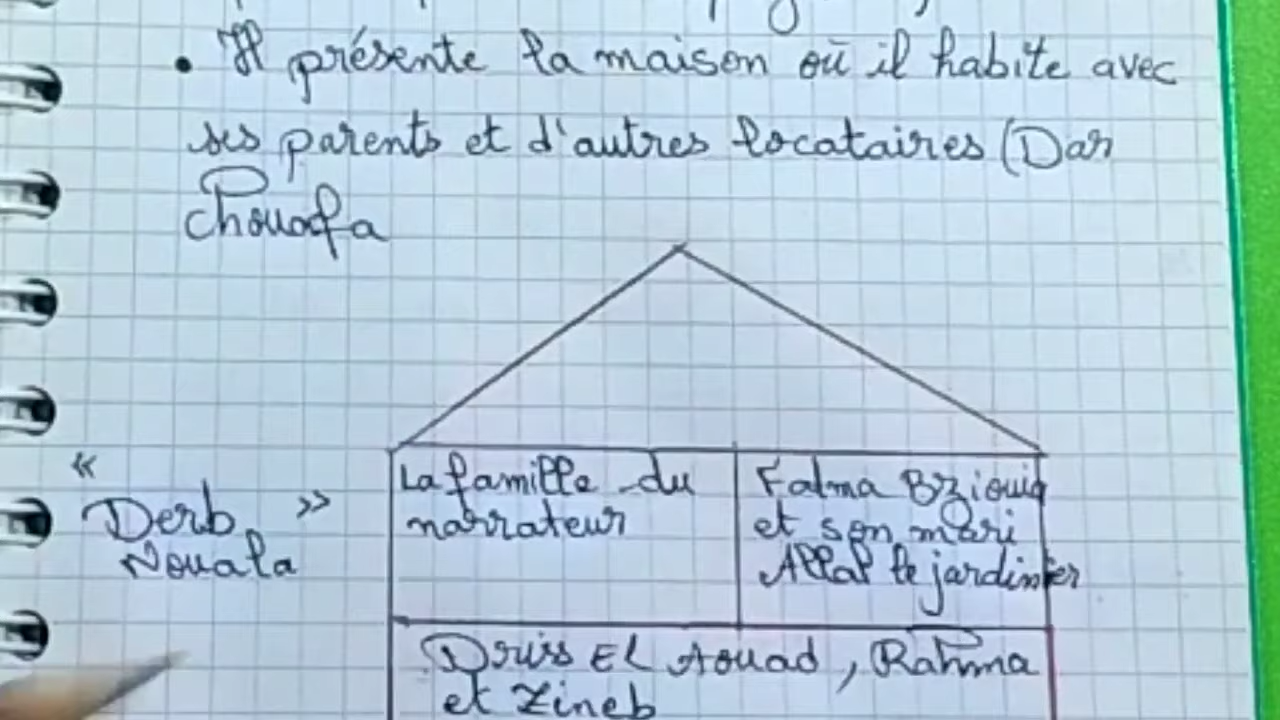 • Il présente la maison où il habite avec
ses parents et d'autres locataires (Dar
Chouafa
« Derb
Nouala »
La famille du
narrateur
Fatma Bziouia
et son mari
Allal le jardinier
Driss El Aouad, Rahma
et Zineb